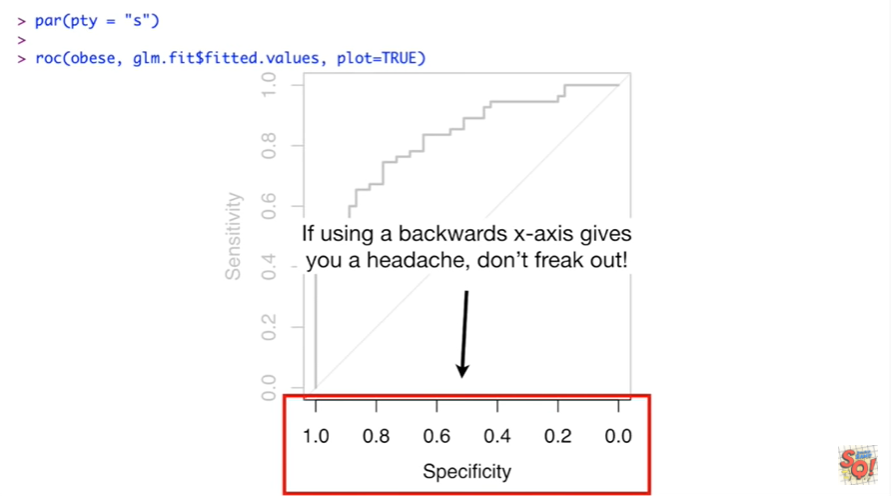 > par(pty = "s")
>
> roc(obese, glm.fit$fitted.values, plot=TRUE)
1.0
0.8
0.6
0.4
0.2
0.0
Sensitivity
If using a backwards x-axis gives
you a headache, don't freak out!
1.0 0.8 0.6 0.4 0.2 0.0
Specificity
SQ!